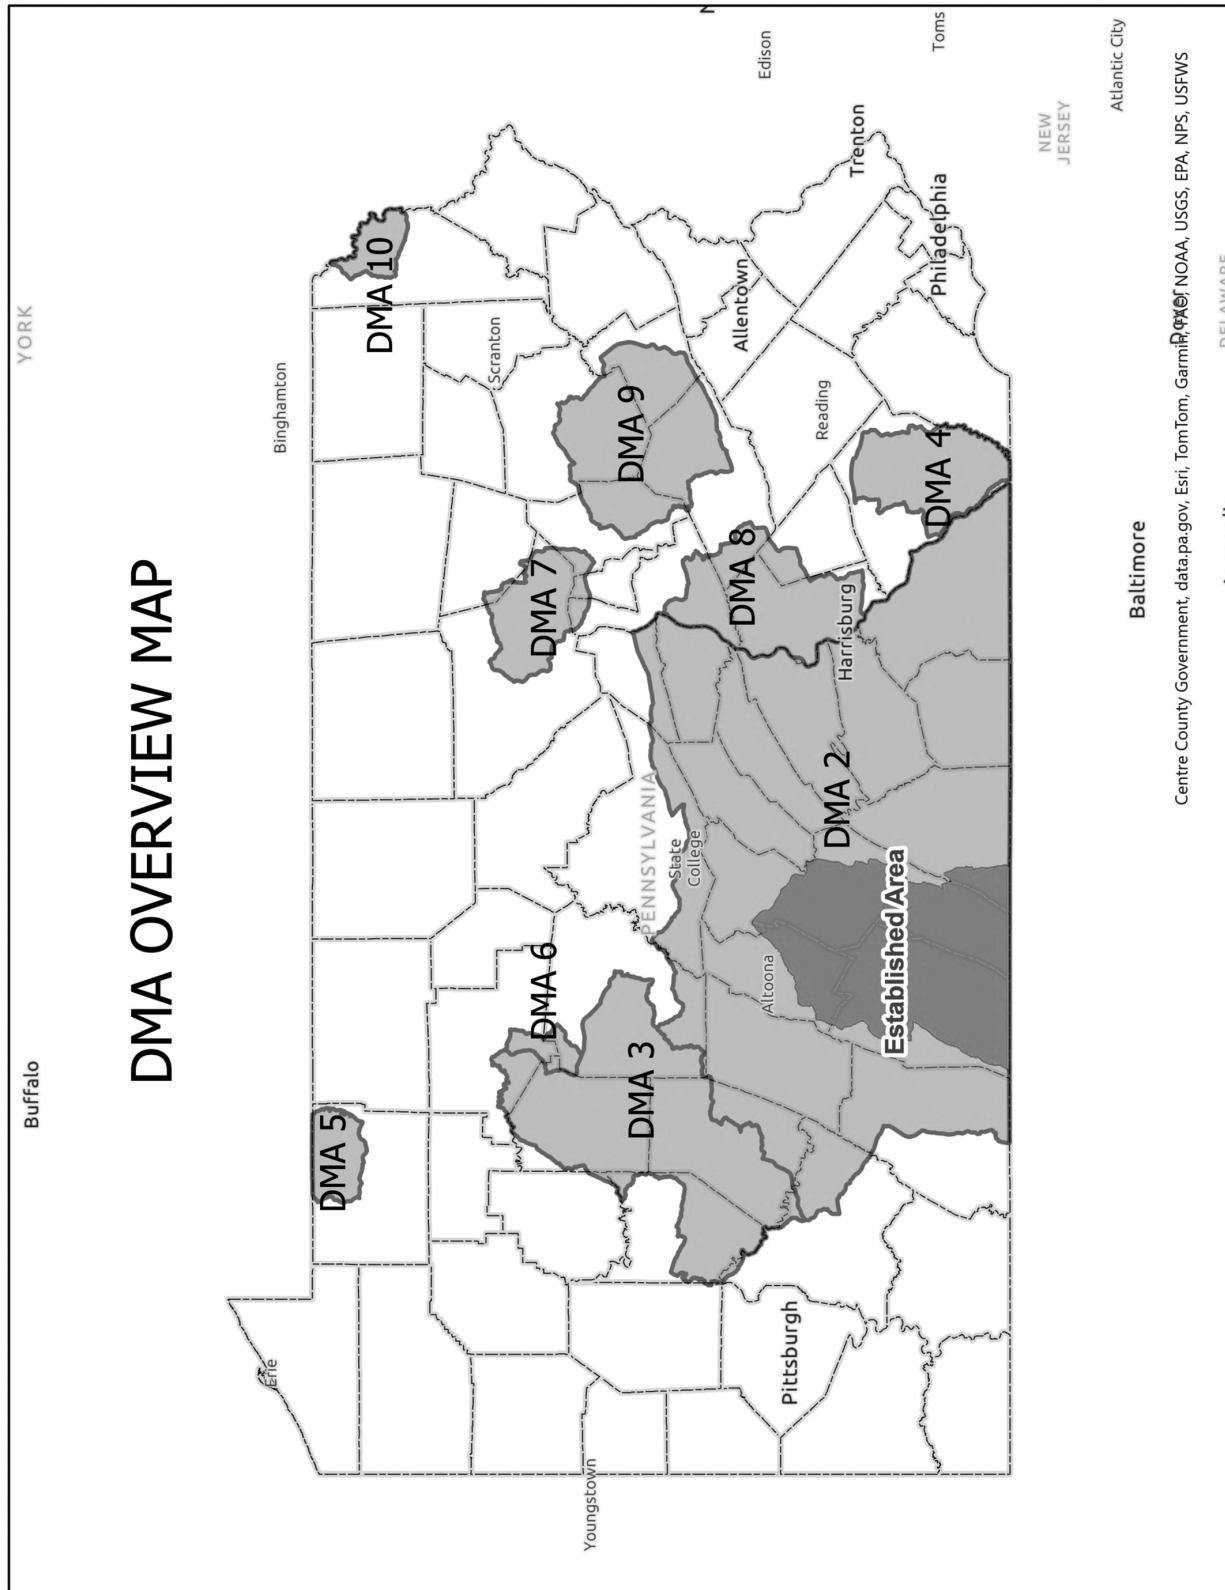 DMA OVERVIEW MAP
Buffalo
YORK
Binghamton
Erie
DMA 5
DMA 10
Scranton
Youngstown
DMA 6
DMA 7
DMA 3
PENNSYLVANIA
State
College
DMA 9
Edison
Pittsburgh
Altoona
DMA 8
Allentown
DMA 2
Harrisburg
Reading
Trenton
Established Area
DMA 4
Philadelphia
Toms
NEW
JERSEY
Baltimore
Atlantic City
Dover
DELAWARE
Centre County Government, data.pa.gov, Esri, TomTom, Garmin, FAO, NOAA, USGS, EPA, NPS, USFWS